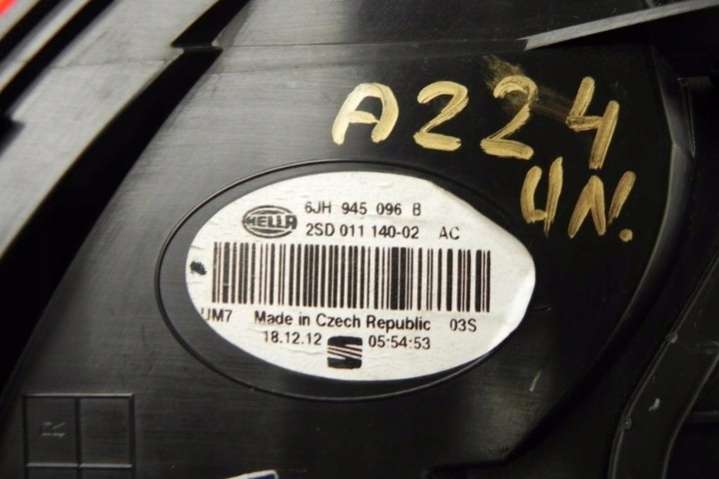 A224
4N!
6JH 945 096 B
HELLA
2SD 011 140-02 AC
UM7 Made in Czech Republic 03S
18.12.12 S 05:54:53
R